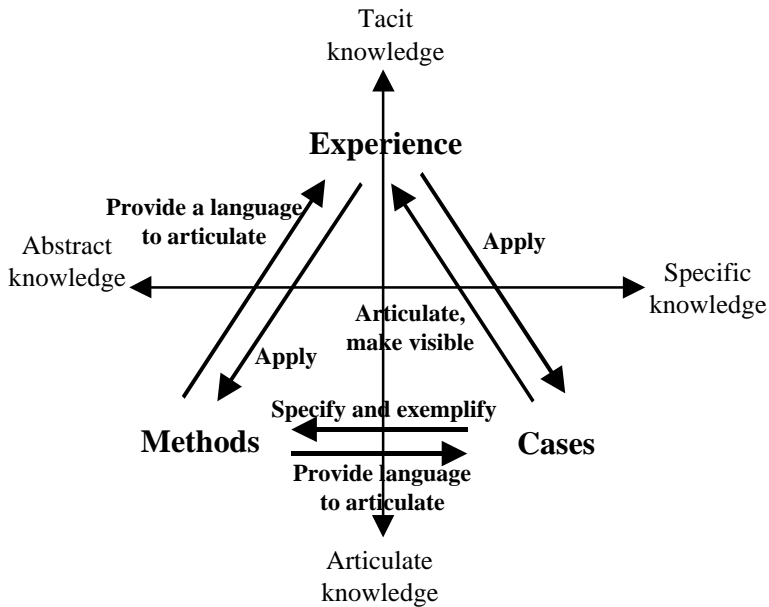 Tacit
knowledge
Experience
Provide a language
to articulate
Apply
Abstract
knowledge
Specific
knowledge
Articulate,
make visible
Apply
Specify and exemplify
Methods
Cases
Provide language
to articulate
Articulate
knowledge